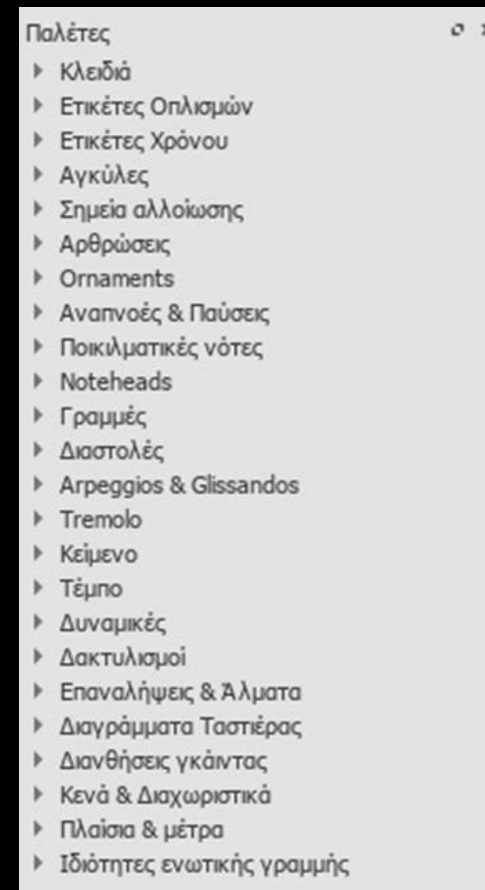 Παλέτες
Κλειδιά
Ετικέτες Οπλισμών
Ετικέτες Χρόνου
Αγκύλες
Σημεία αλλοίωσης
Αρθρώσεις
Ornaments
Αναπνοές & Παύσεις
Ποικιλματικές νότες
Noteheads
Γραμμές
Διαστολές
Arpeggios & Glissandos
Tremolo
Κείμενο
Τέμπο
Δυναμικές
Δακτυλισμοί
Επαναλήψεις & Άλματα
Διαγράμματα Ταστιέρας
Διανθήσεις γκάιντας
Κενά & Διαχωριστικά
Πλαίσια & μέτρα
Ιδιότητες ενωτικής γραμμής